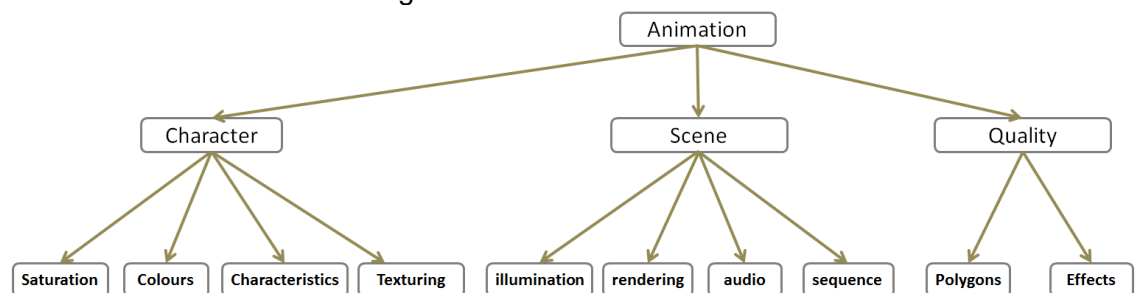 Animation
Character Scene Quality
Saturation Colours Characteristics Texturing illumination rendering audio sequence Polygons Effects